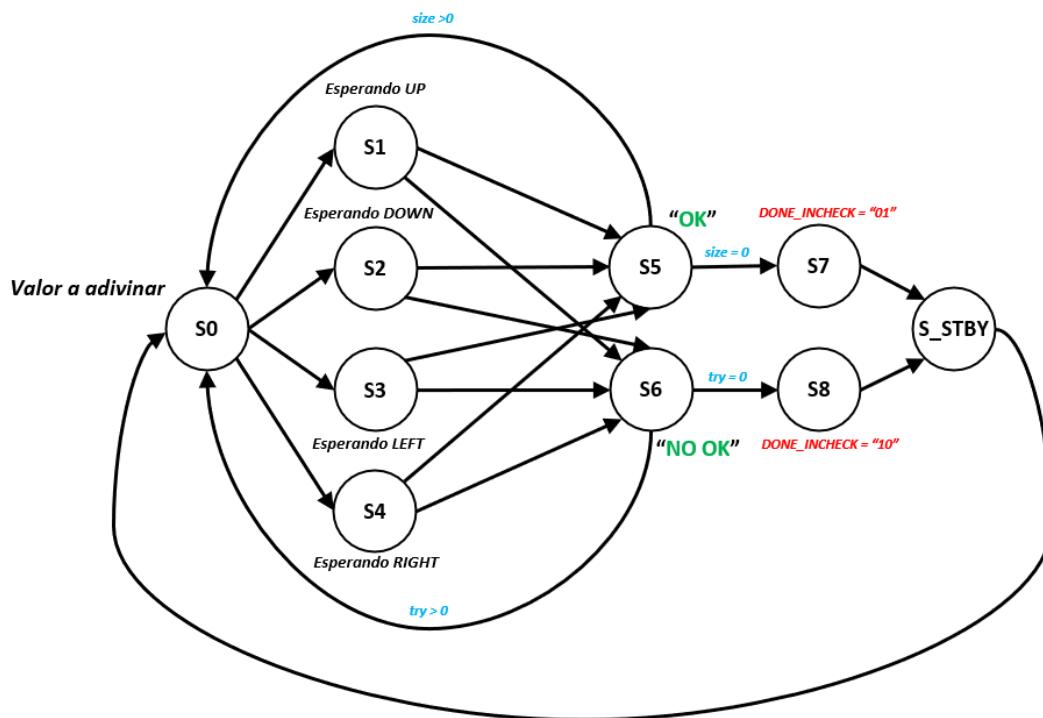 size >0
Esperando UP
S1
Esperando DOWN
"OK"
DONE_INCHECK = "01"
S2
S5
size = 0
S7
Valor a adivinar
S0
S_STBY
S3
S6
try = 0
S8
Esperando LEFT
"NO OK"
DONE_INCHECK = "10"
S4
Esperando RIGHT
try > 0